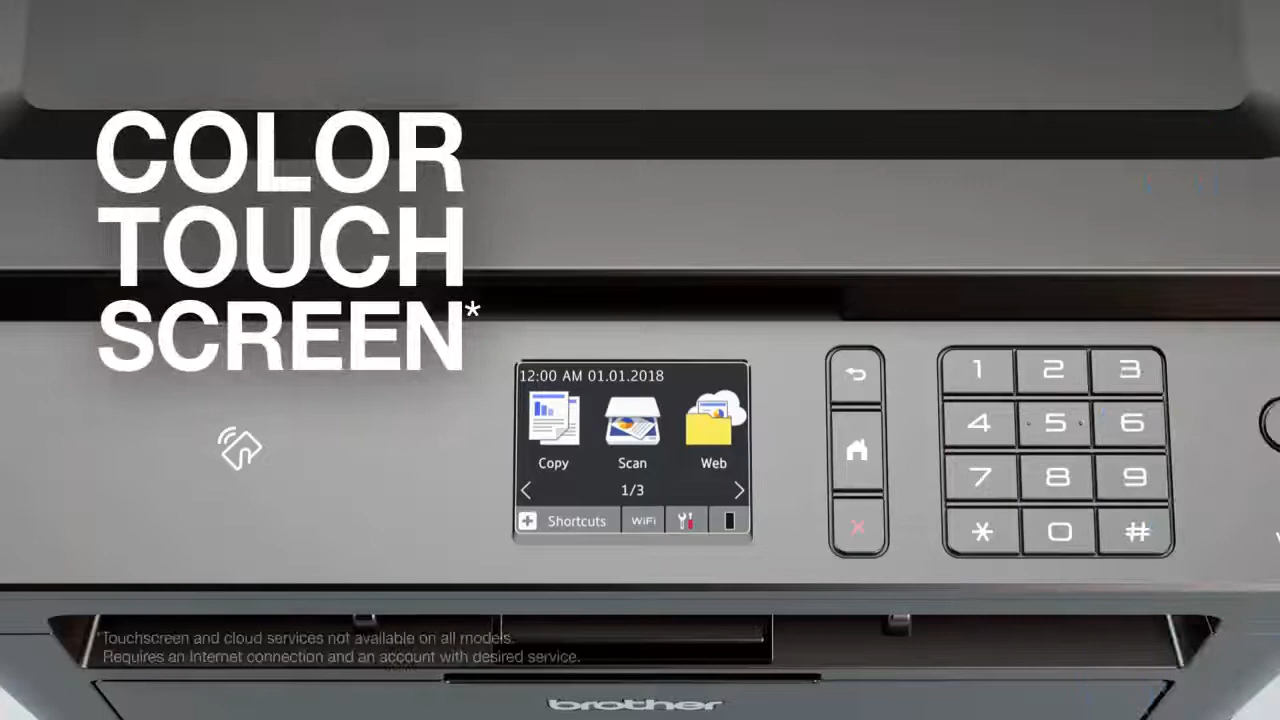 COLOR
TOUCH
SCREEN*
12:00 AM 01.01.2018
Copy Scan Web
1/3
Shortcuts WiFi
1 2 3
4 5 6
7 8 9
* 0 #
*Touchscreen and cloud services not available on all models.
Requires an Internet connection and an account with desired service.
brother